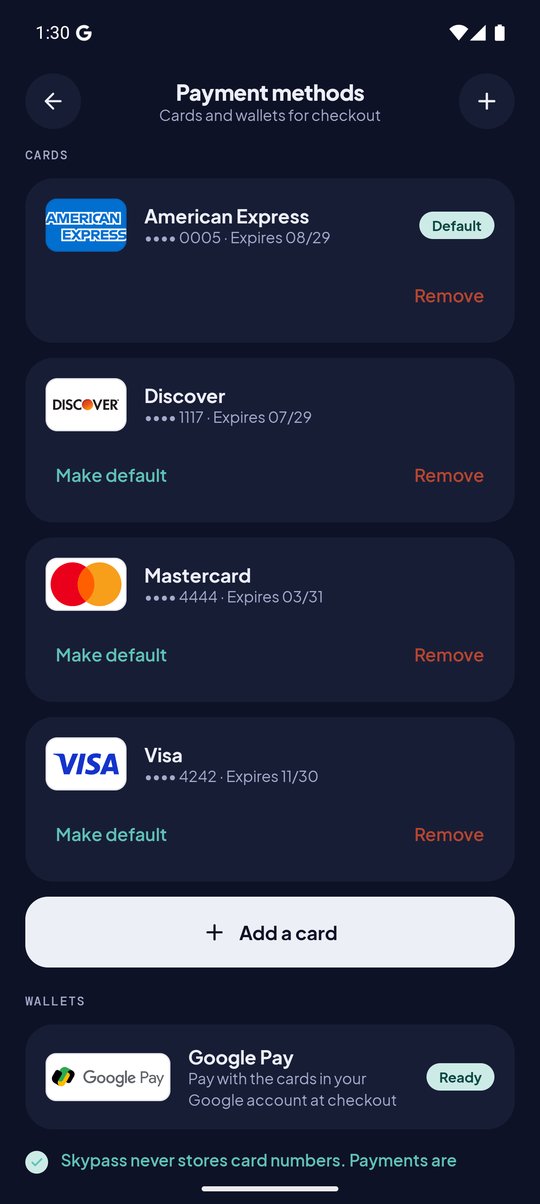 1:30 G
Payment methods
Cards and wallets for checkout
CARDS
AMERICAN
EXPRESS
American Express
•••• 0005 · Expires 08/29
Default
Remove
DISCOVER
Discover
•••• 1117 · Expires 07/29
Make default
Remove
Mastercard
•••• 4444 · Expires 03/31
Make default
Remove
VISA
Visa
•••• 4242 · Expires 11/30
Make default
Remove
+ Add a card
WALLETS
Google Pay
Google Pay
Pay with the cards in your
Google account at checkout
Ready
Skypass never stores card numbers. Payments are